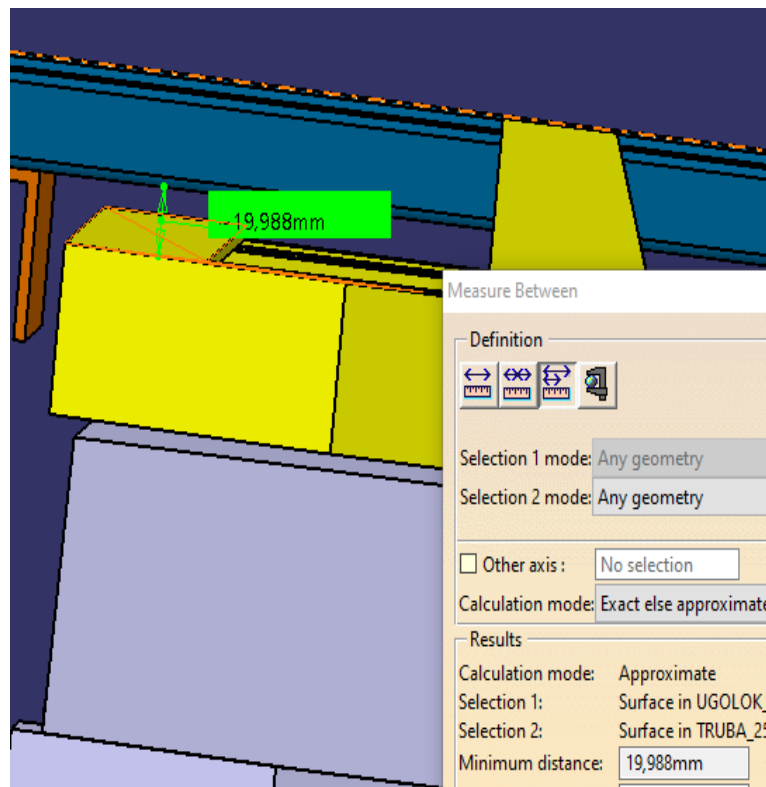 19,988mm
Measure Between
Definition
Selection 1 mode: Any geometry
Selection 2 mode: Any geometry
Other axis : No selection
Calculation mode: Exact else approximate
Results
Calculation mode: Approximate
Selection 1: Surface in UGOLOK_
Selection 2: Surface in TRUBA_25
Minimum distance: 19,988mm